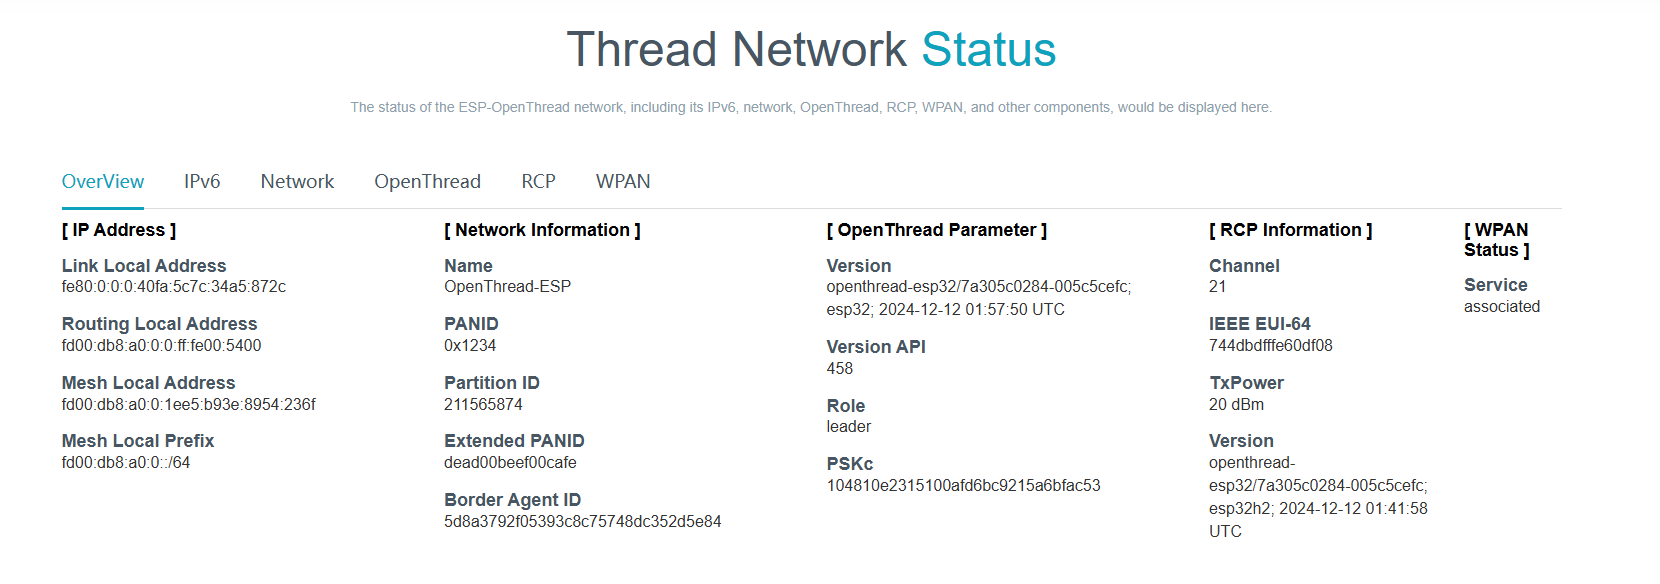 Thread Network Status
The status of the ESP-OpenThread network, including its IPv6, network, OpenThread, RCP, WPAN, and other components, would be displayed here.
OverView
IPv6
Network
OpenThread
RCP
WPAN
[ IP Address ]
Link Local Address
fe80:0:0:0:40fa:5c7c:34a5:872c
Routing Local Address
fd00:db8:a0:0:0:ff:fe00:5400
Mesh Local Address
fd00:db8:a0:0:1ee5:b93e:8954:236f
Mesh Local Prefix
fd00:db8:a0:0::/64
[ Network Information ]
Name
OpenThread-ESP
PANID
0x1234
Partition ID
211565874
Extended PANID
dead00beef00cafe
Border Agent ID
5d8a3792f05393c8c75748dc352d5e84
[ OpenThread Parameter ]
Version
openthread-esp32/7a305c0284-005c5cefc;
esp32; 2024-12-12 01:57:50 UTC
Version API
458
Role
leader
PSKc
104810e2315100afd6bc9215a6bfac53
[ RCP Information ]
Channel
21
IEEE EUI-64
744dbdfffe60df08
TxPower
20 dBm
Version
openthread-
esp32/7a305c0284-005c5cefc;
esp32h2; 2024-12-12 01:41:58
UTC
[ WPAN
Status ]
Service
associated